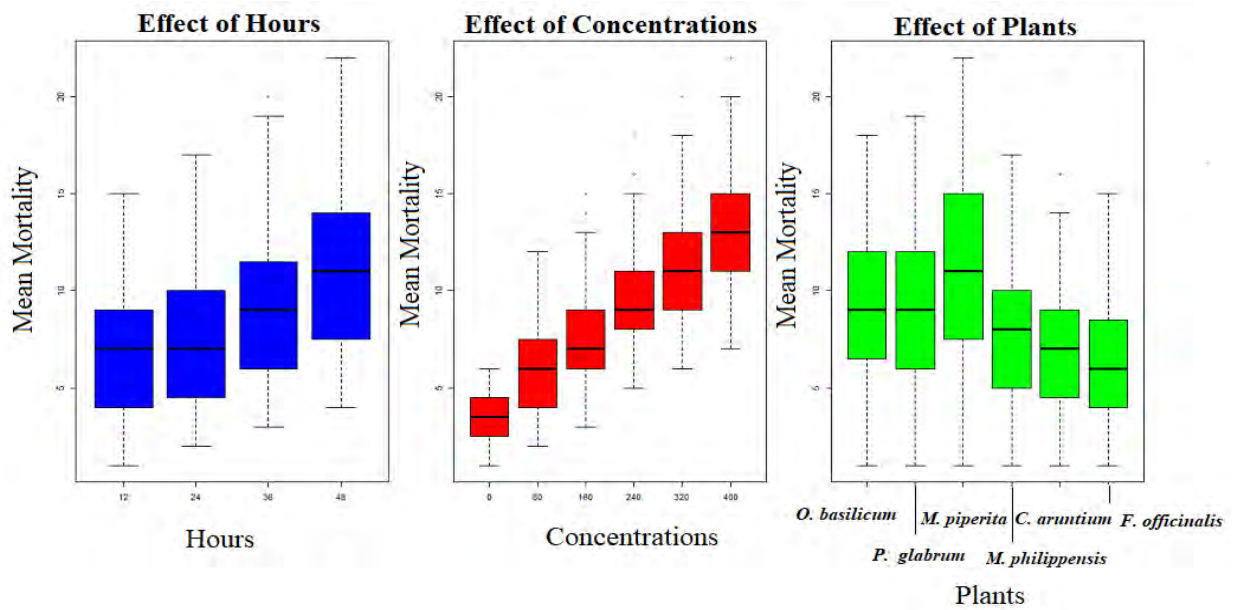 Effect of Hours
Effect of Concentrations
Effect of Plants
Mean Mortality
20
15
10
5
12
24
36
48
Hours
Mean Mortality
20
15
10
5
0
80
160
240
320
400
Concentrations
Mean Mortality
20
15
10
5
O. basilicum
M. piperita
C. aruntium
F. officinalis
P. glabrum
M. philippensis
Plants